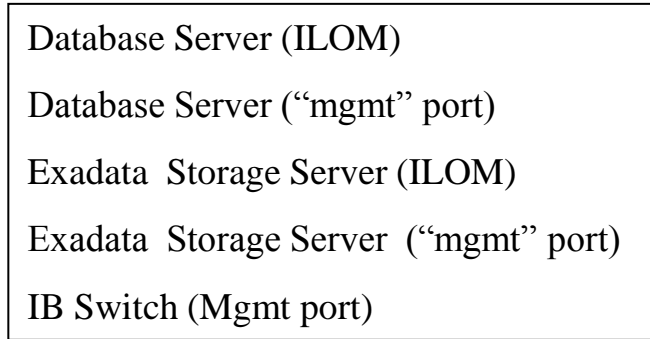 Database Server (ILOM)
Database Server (“mgmt” port)
Exadata  Storage Server (ILOM)
Exadata  Storage Server  (“mgmt” port)
IB Switch (Mgmt port)